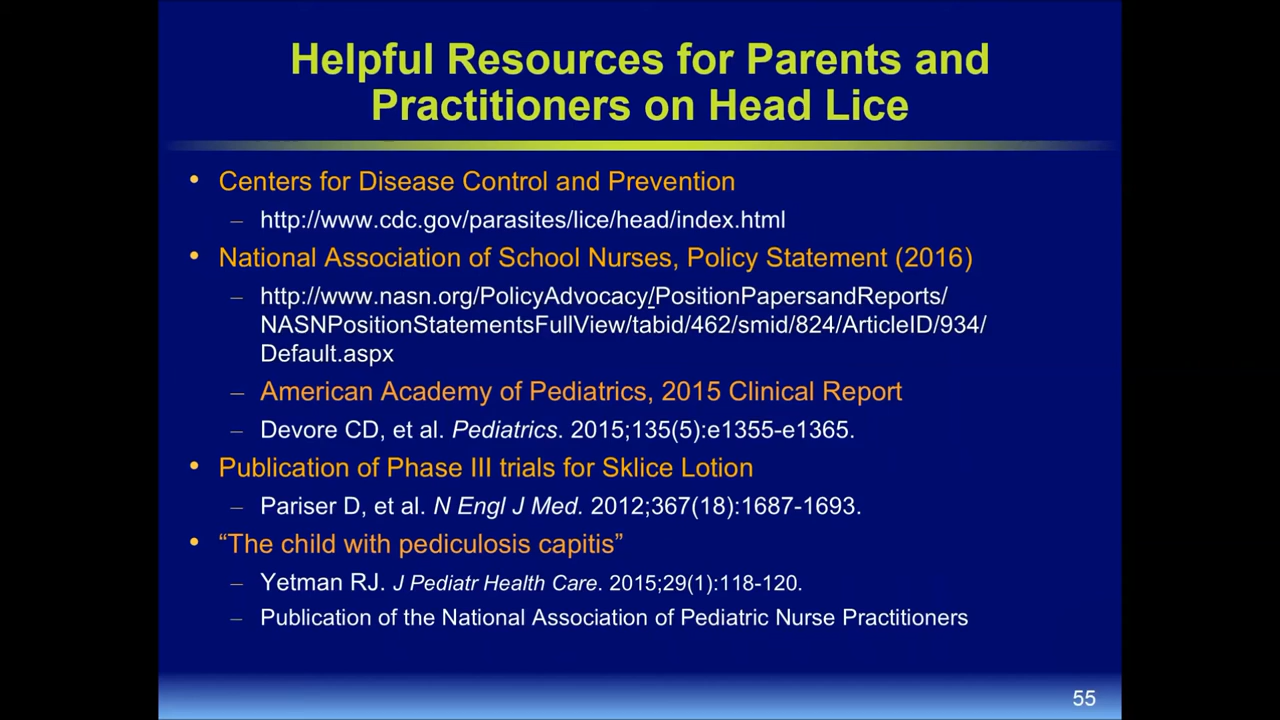 Helpful Resources for Parents and
Practitioners on Head Lice
• Centers for Disease Control and Prevention
– http://www.cdc.gov/parasites/lice/head/index.html
• National Association of School Nurses, Policy Statement (2016)
– http://www.nasn.org/PolicyAdvocacy/PositionPapersandReports/
NASNPositionStatementsFullView/tabid/462/smid/824/ArticleID/934/
Default.aspx
– American Academy of Pediatrics, 2015 Clinical Report
– Devore CD, et al. Pediatrics. 2015;135(5):e1355-e1365.
• Publication of Phase III trials for Sklice Lotion
– Pariser D, et al. N Engl J Med. 2012;367(18):1687-1693.
• “The child with pediculosis capitis”
– Yetman RJ. J Pediatr Health Care. 2015;29(1):118-120.
– Publication of the National Association of Pediatric Nurse Practitioners
55